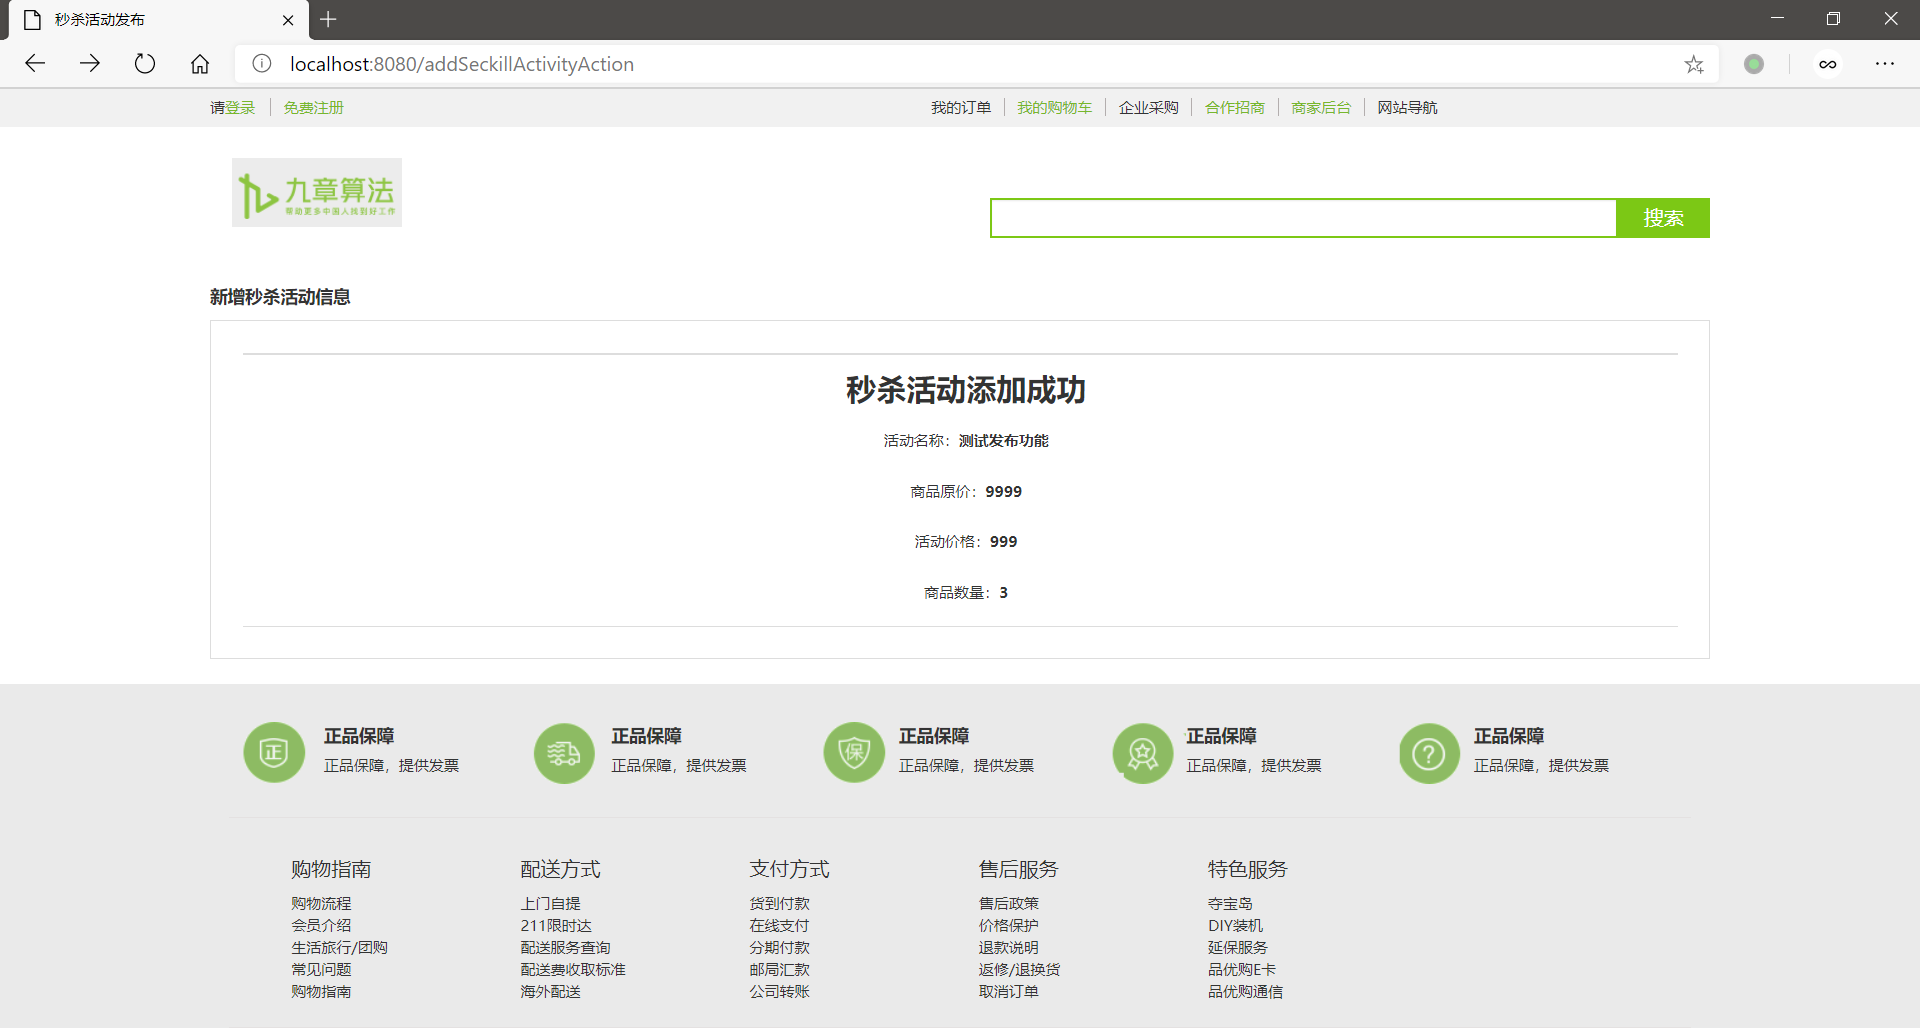 秒杀活动发布
localhost:8080/addSeckillActivityAction
请登录 免费注册 我的订单 我的购物车 企业采购 合作招商 商家后台 网站导航
九章算法
帮助更多中国人找到好工作
搜索
新增秒杀活动信息
秒杀活动添加成功
活动名称：测试发布功能
商品原价：9999
活动价格：999
商品数量：3
正
正品保障
正品保障，提供发票
正品保障
正品保障，提供发票
保
正品保障
正品保障，提供发票
正品保障
正品保障，提供发票
?
正品保障
正品保障，提供发票
购物指南
购物流程
会员介绍
生活旅行/团购
常见问题
购物指南
配送方式
上门自提
211限时达
配送服务查询
配送费收取标准
海外配送
支付方式
货到付款
在线支付
分期付款
邮局汇款
公司转账
售后服务
售后政策
价格保护
退款说明
返修/退换货
取消订单
特色服务
夺宝岛
DIY装机
延保服务
品优购E卡
品优购通信